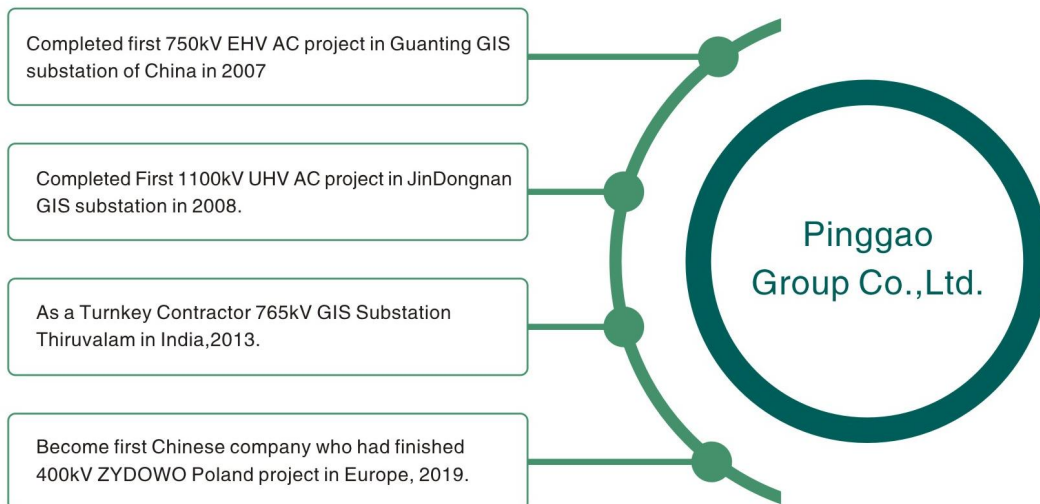 Completed first 750kV EHV AC project in Guanting GIS
substation of China in 2007
Completed First 1100kV UHV AC project in JinDongnan
GIS substation in 2008.
As a Turnkey Contractor 765kV GIS Substation
Thiruvalam in India,2013.
Become first Chinese company who had finished
400kV ZYDOWO Poland project in Europe, 2019.
Pinggao
Group Co.,Ltd.